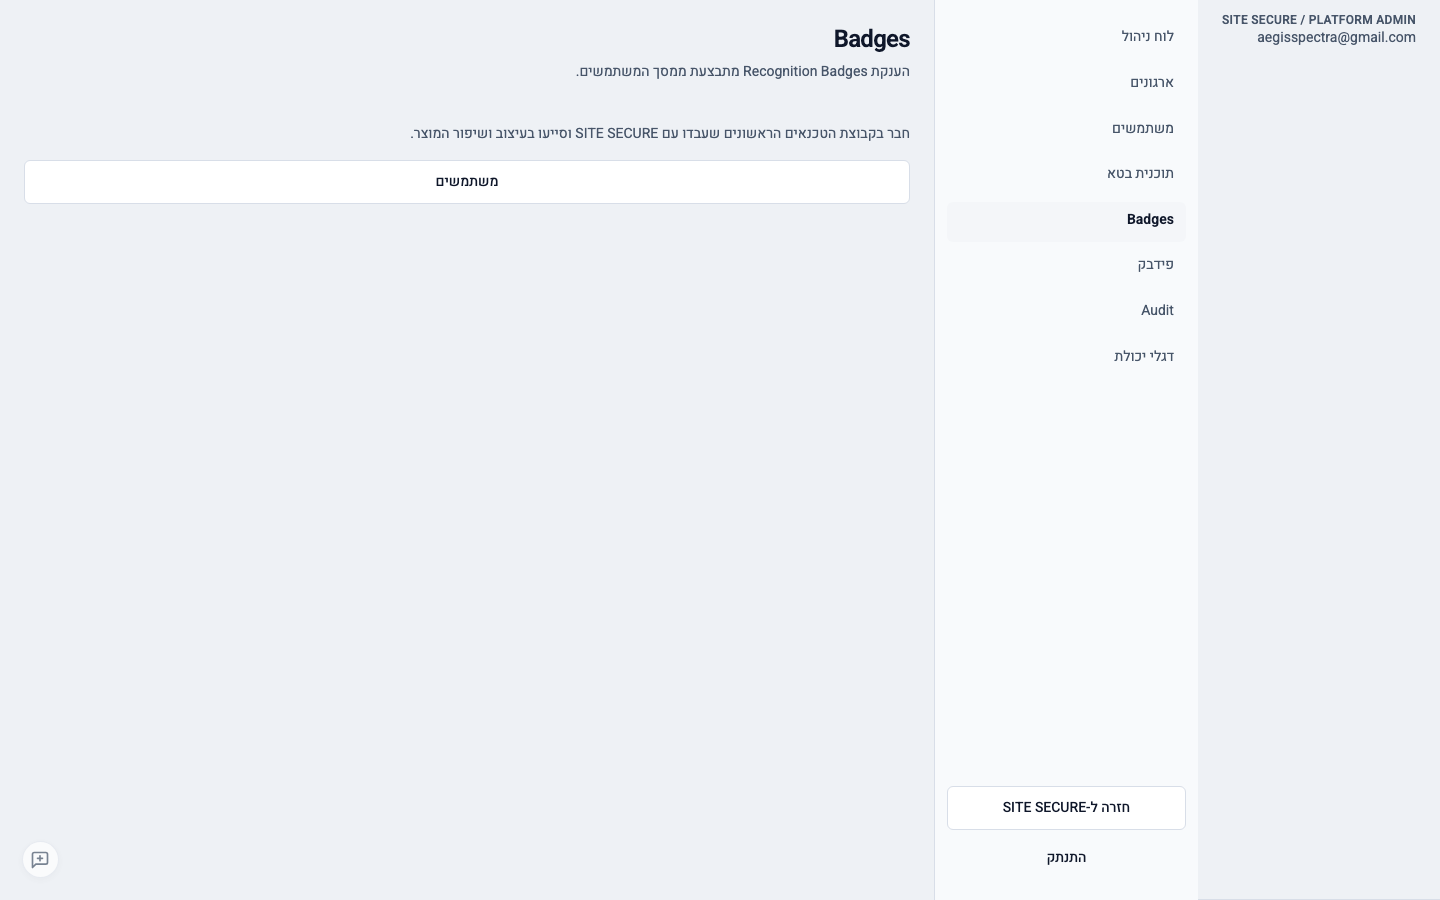 SITE SECURE / PLATFORM ADMIN
aegisspectra@gmail.com
לוח ניהול
ארגונים
משתמשים
תוכנית בטא
Badges
פידבק
Audit
דגלי יכולת
חזרה ל-SITE SECURE
התנתק
Badges
הענקת Recognition Badges מתבצעת ממסך המשתמשים.
חבר בקבוצת הטכנאים הראשונים שעבדו עם SITE SECURE וסייעו בעיצוב ושיפור המוצר.
משתמשים